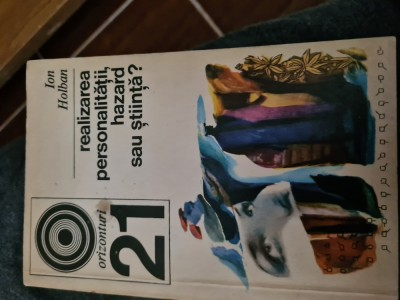 Ion
Holban
realizarea
personalității,
hazard
sau știință?
orizonturi
21